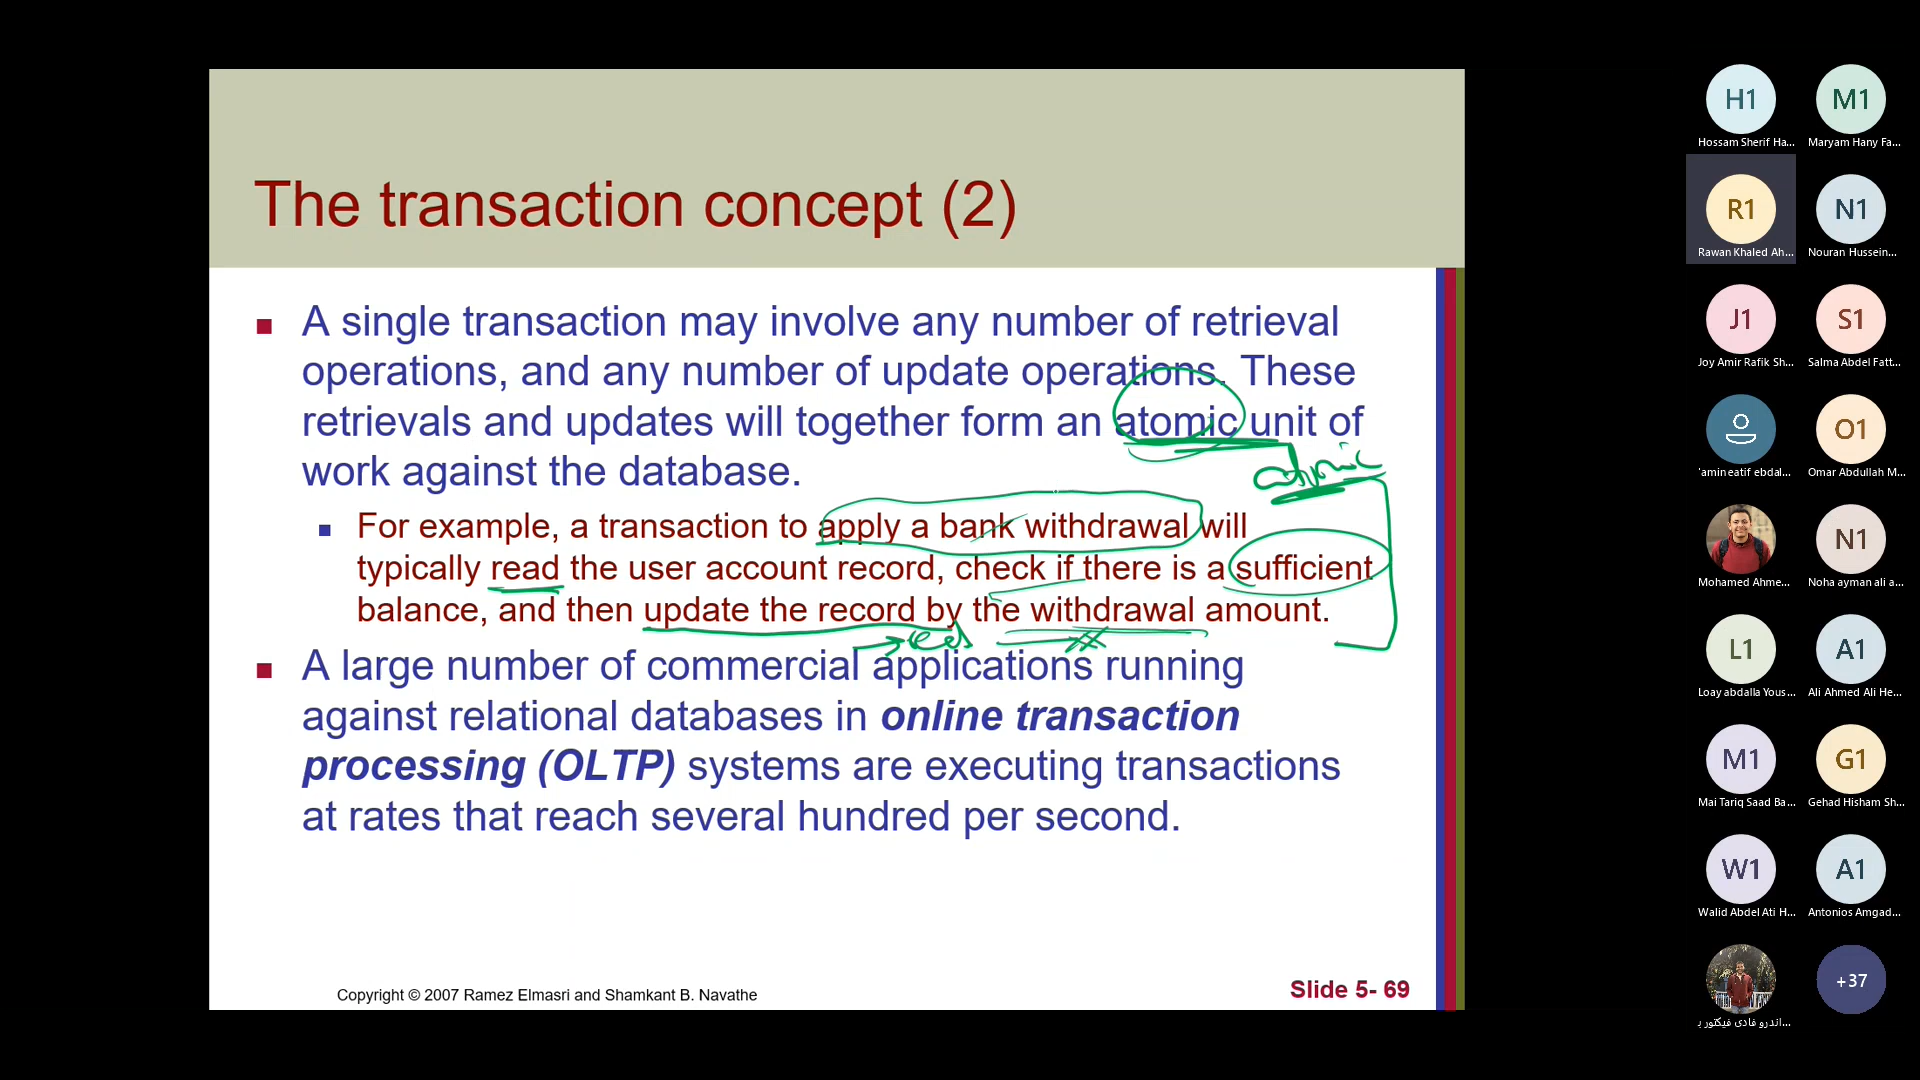 The transaction concept (2)
A single transaction may involve any number of retrieval
operations, and any number of update operations. These
retrievals and updates will together form an atomic unit of
work against the database.
atomic
For example, a transaction to apply a bank withdrawal will
typically read the user account record, check if there is a sufficient
balance, and then update the record by the withdrawal amount.
A large number of commercial applications running
against relational databases in online transaction
processing (OLTP) systems are executing transactions
at rates that reach several hundred per second.
Copyright © 2007 Ramez Elmasri and Shamkant B. Navathe
Slide 5- 69
H1
M1
Hossam Sherif Ha...
Maryam Hany Fa...
R1
N1
Rawan Khaled Ah...
Nouran Hussein...
J1
S1
Joy Amir Rafik Sh...
Salma Abdel Fatt...
O1
'amin eatif ebdal...
Omar Abdullah M...
N1
Mohamed Ahme...
Noha ayman ali a...
L1
A1
Loay abdalla Yous...
Ali Ahmed Ali He...
M1
G1
Mai Tariq Saad Ba...
Gehad Hisham Sh...
W1
A1
Walid Abdel Ati H...
Antonios Amgad...
+37
اندرو فادى فيكتور ب...